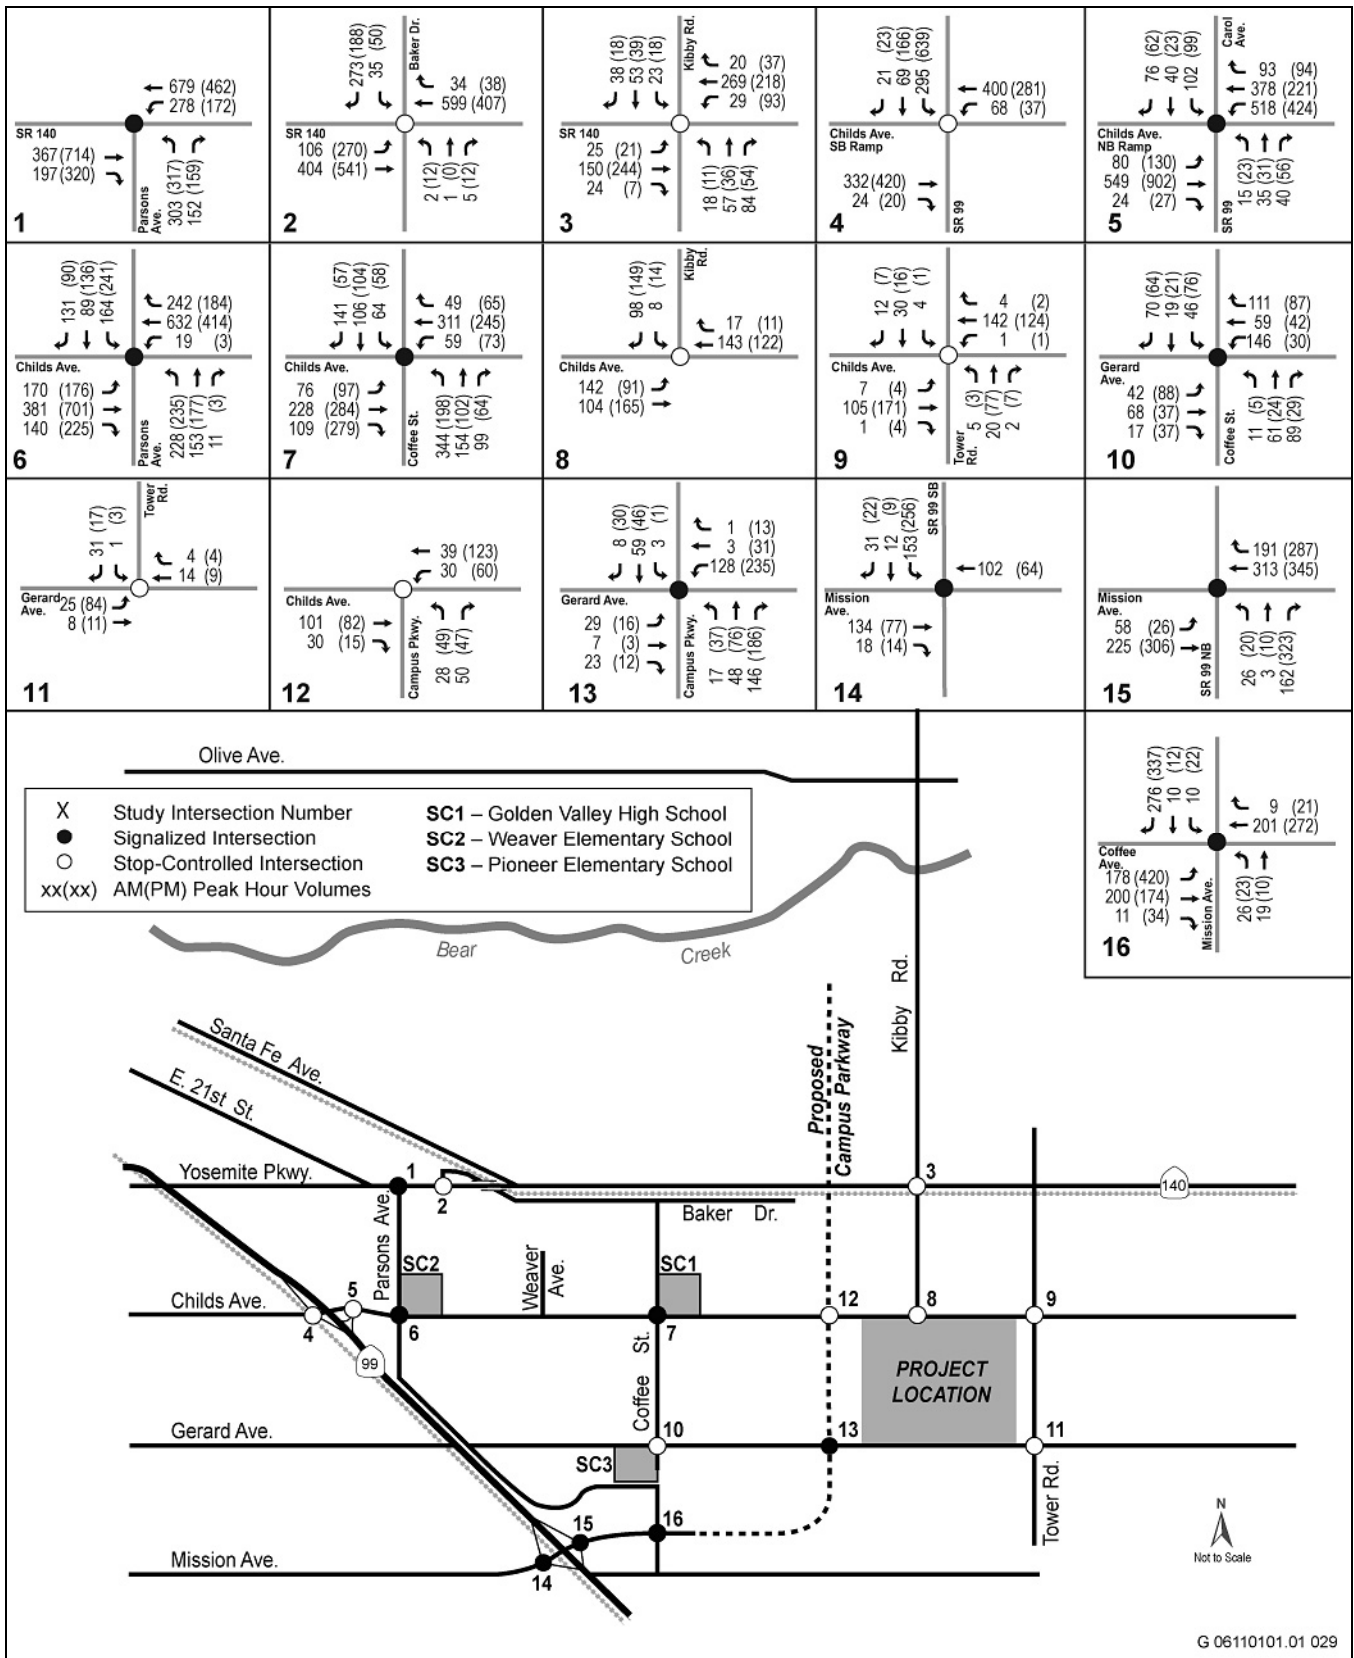 679 (462)
278 (172)
SR 140
367 (714)
197 (320)
Parsons Ave.
303 (317)
152 (159)
1
273 (188)
35 (50)
Baker Dr.
34 (38)
599 (407)
SR 140
106 (270)
404 (541)
2 (12)
1 (0)
5 (12)
2
38 (18)
53 (39)
23 (18)
Kibby Rd.
20 (37)
269 (218)
29 (93)
SR 140
25 (21)
150 (244)
24 (7)
18 (11)
57 (36)
84 (54)
3
21 (23)
69 (166)
295 (639)
400 (281)
68 (37)
Childs Ave.
SB Ramp
332 (420)
24 (20)
SR 99
4
76 (62)
40 (23)
102 (99)
Carol Ave.
93 (94)
378 (221)
518 (424)
Childs Ave.
NB Ramp
80 (130)
549 (902)
24 (27)
SR 99
15 (23)
35 (31)
40 (56)
5
131 (90)
89 (136)
164 (241)
242 (184)
632 (414)
19 (3)
Childs Ave.
170 (176)
381 (701)
140 (225)
Parsons Ave.
228 (235)
153 (177)
11 (3)
6
141 (57)
106 (104)
64 (58)
49 (65)
311 (245)
59 (73)
Childs Ave.
76 (97)
228 (284)
109 (279)
Coffee St.
344 (198)
154 (102)
99 (64)
7
98 (149)
8 (14)
Kibby Rd.
17 (11)
143 (122)
Childs Ave.
142 (91)
104 (165)
8
12 (7)
30 (16)
4 (1)
4 (2)
142 (124)
1 (1)
Childs Ave.
7 (4)
105 (171)
1 (4)
Tower Rd.
5 (3)
20 (77)
2 (7)
9
70 (64)
19 (21)
46 (76)
111 (87)
59 (42)
146 (30)
Gerard Ave.
42 (88)
68 (37)
17 (37)
Coffee St.
11 (5)
61 (24)
89 (29)
10
31 (17)
1 (3)
Tower Rd.
4 (4)
14 (9)
Gerard Ave.
25 (84)
8 (11)
11
39 (123)
30 (60)
Childs Ave.
101 (82)
30 (15)
Campus Pkwy.
28 (49)
50 (47)
12
8 (30)
59 (46)
3 (1)
1 (13)
3 (31)
128 (235)
Gerard Ave.
29 (16)
7 (3)
23 (12)
Campus Pkwy.
17 (37)
48 (76)
146 (186)
13
31 (22)
12 (9)
153 (256)
SR 99 SB
102 (64)
Mission Ave.
134 (77)
18 (14)
14
191 (287)
313 (345)
Mission Ave.
58 (26)
225 (306)
SR 99 NB
26 (20)
3 (10)
162 (323)
15
276 (337)
10 (12)
10 (22)
9 (21)
201 (272)
Coffee Ave.
178 (420)
200 (174)
11 (34)
Mission Ave.
26 (23)
19 (10)
16
Olive Ave.
X Study Intersection Number
Signalized Intersection
Stop-Controlled Intersection
xx(xx) AM(PM) Peak Hour Volumes
SC1 – Golden Valley High School
SC2 – Weaver Elementary School
SC3 – Pioneer Elementary School
Bear Creek
Kibby Rd.
Santa Fe Ave.
E. 21st St.
Proposed
Campus Parkway
Yosemite Pkwy.
1
2
3
140
Baker Dr.
Parsons Ave.
SC2
Weaver Ave.
SC1
Childs Ave.
4
5
6
7
12
8
9
99
PROJECT
LOCATION
Coffee St.
Gerard Ave.
10
13
11
SC3
Tower Rd.
15
16
Mission Ave.
14
N
Not to Scale
G 06110101.01 029